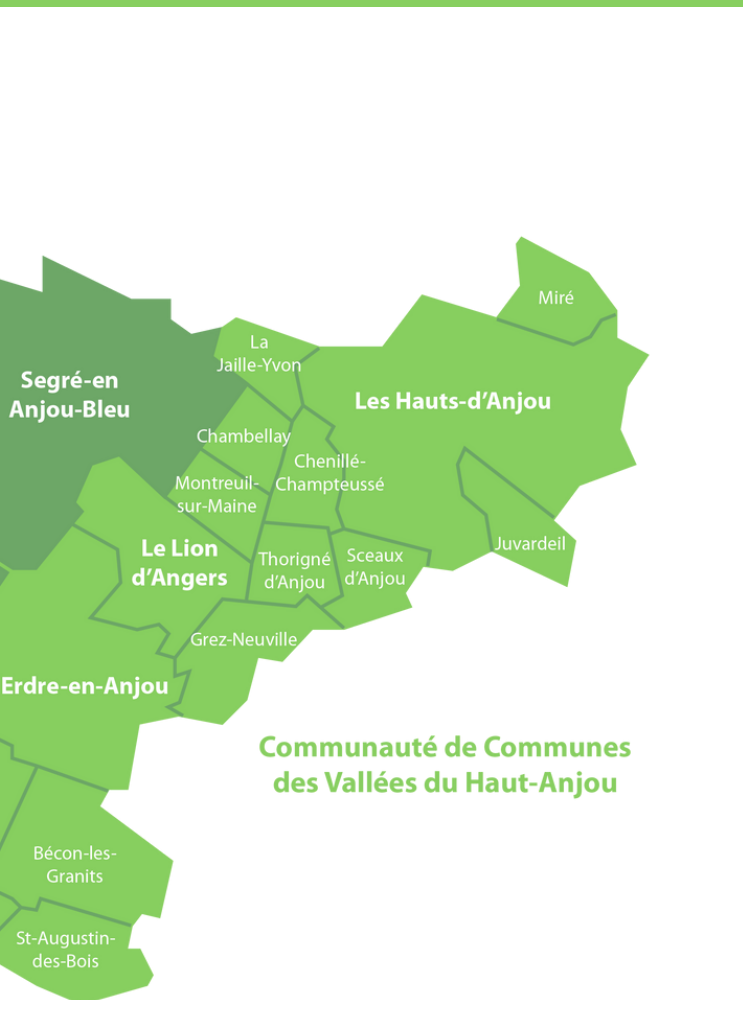 Miré
La
Jaille-Yvon
Segré-en
Anjou-Bleu
Les Hauts-d'Anjou
Chambellay
Chenillé-
Champteussé
Montreuil-
sur-Maine
Le Lion
d'Angers
Thorigné
d'Anjou
Sceaux
d'Anjou
Juvardeil
Grez-Neuville
Erdre-en-Anjou
Communauté de Communes
des Vallées du Haut-Anjou
Bécon-les-
Granits
St-Augustin-
des-Bois